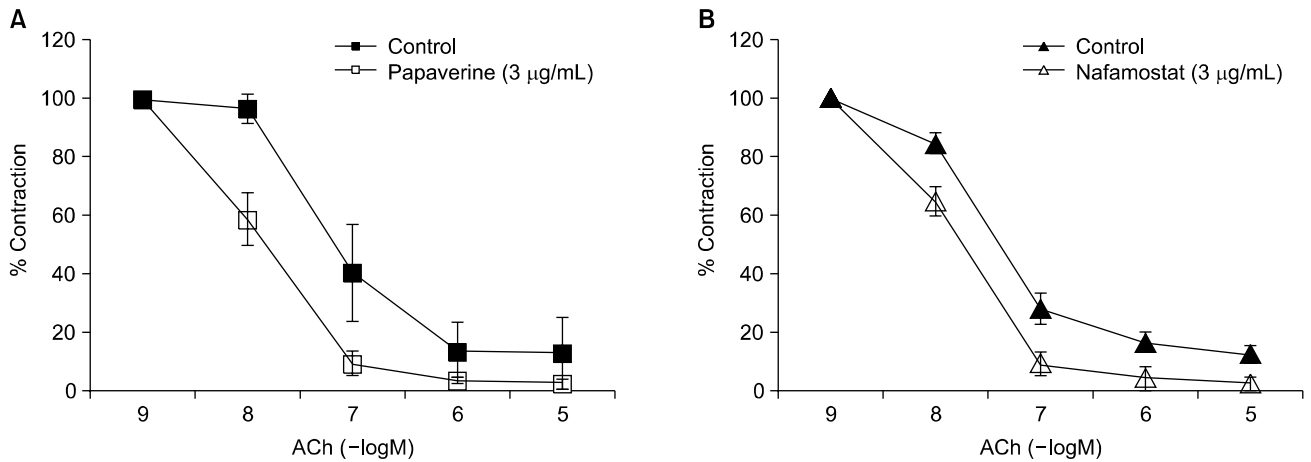 A
120
100
80
60
40
20
0
% Contraction
Control
Papaverine (3 μg/mL)
9 8 7 6 5
ACh (−logM)
B
120
100
80
60
40
20
0
% Contraction
Control
Nafamostat (3 μg/mL)
9 8 7 6 5
ACh (−logM)